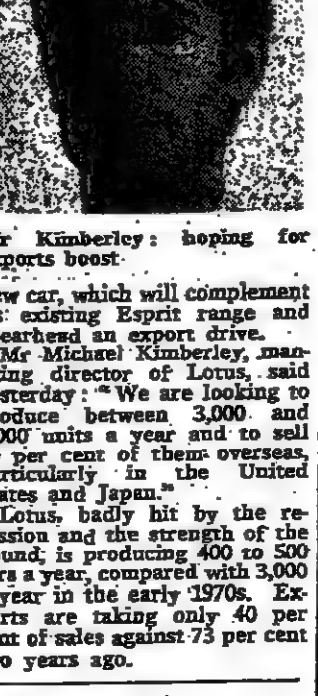 r Kimberley: hoping for
ports boost
w car, which will complement
s existing Esprit range and
earhead an export drive.
Mr Michael Kimberley, man-
ing director of Lotus, said
sterday: "We are looking to
oduce between 3,000 and
000 units a year and to sell
per cent of them overseas,
rticularly in the United
ates and Japan."
Lotus, badly hit by the re-
ssion and the strength of the
und, is producing 400 to 500
rs a year, compared with 3,000
year in the early 1970s. Ex-
rts are taking only 40 per
nt of sales against 73 per cent
o years ago.